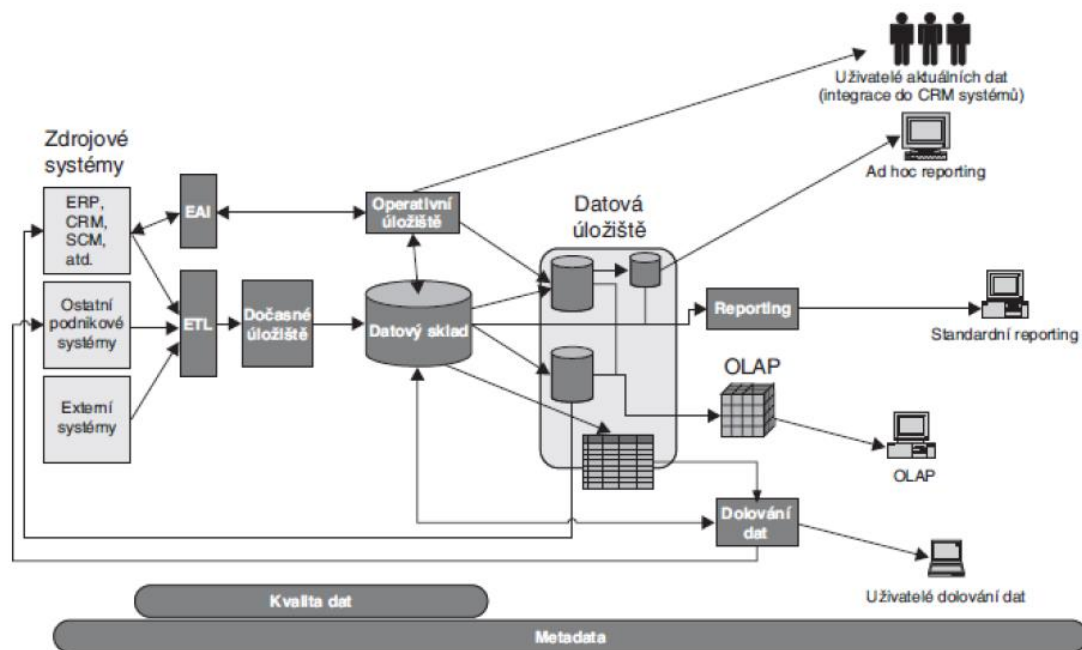 Uživatelé aktuálních dat
(integrace do CRM systémů)
Ad hoc reporting
Zdrojové
systémy
ERP,
CRM,
SCM,
atd.
EAI
Operativní
úložiště
Datová
úložiště
Ostatní
podnikové
systémy
ETL
Dočasné
úložiště
Datový sklad
Reporting
Standardní reporting
Externí
systémy
OLAP
OLAP
Dolování
dat
Uživatelé dolování dat
Kvalita dat
Metadata